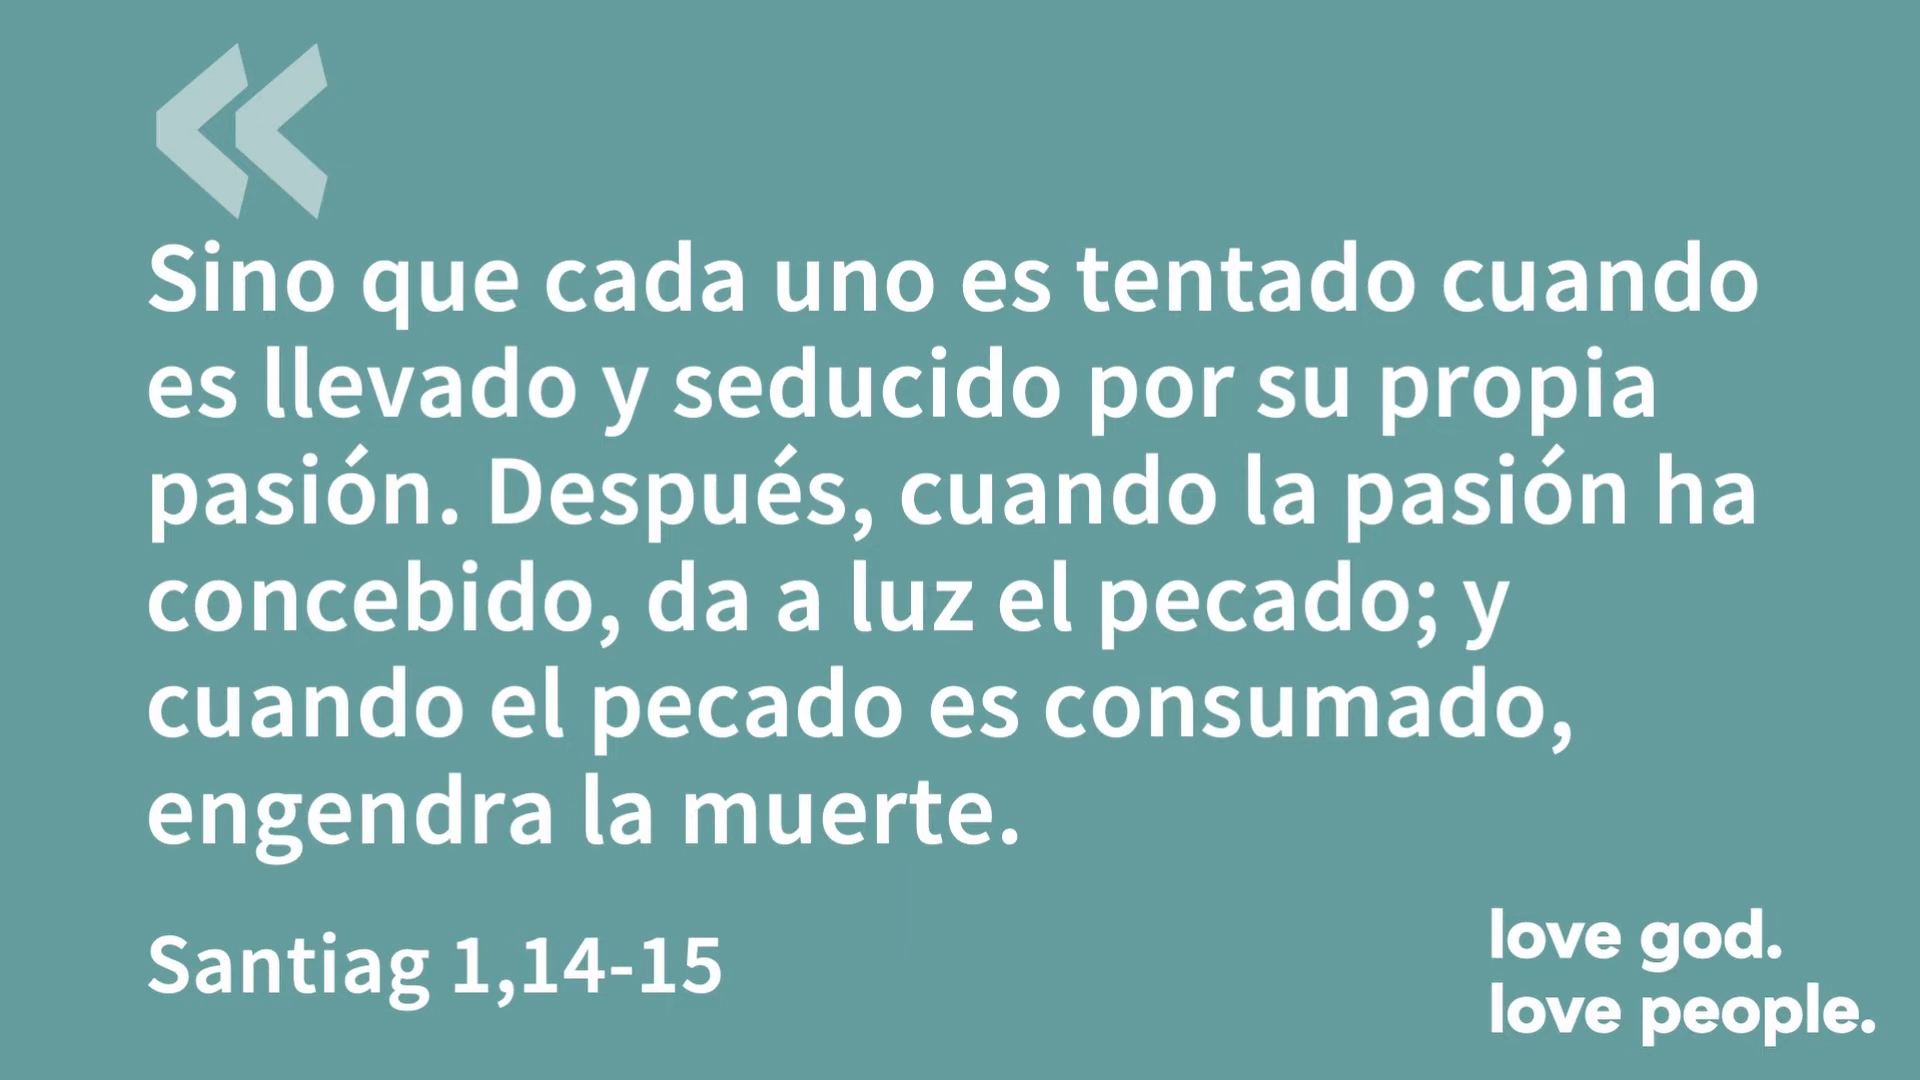 Sino que cada uno es tentado cuando
es llevado y seducido por su propia
pasión. Después, cuando la pasión ha
concebido, da a luz el pecado; y
cuando el pecado es consumado,
engendra la muerte.
Santiag 1,14-15
love god.
love people.